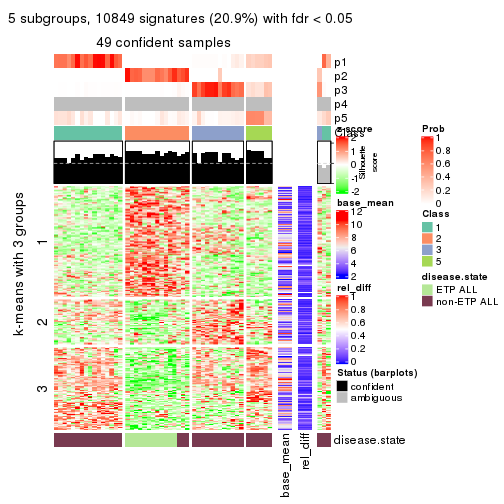 5 subgroups, 10849 signatures (20.9%) with fdr < 0.05
49 confident samples
p1
p2
p3
p4
p5
Class
z-score
2
1
0
-1
-2
Silhouette
score
base_mean
12
10
8
6
4
2
rel_diff
1
0.8
0.6
0.4
0.2
0
Status (barplots)
confident
ambiguous
Prob
1
0.8
0.6
0.4
0.2
0
Class
1
2
3
5
disease.state
ETP ALL
non-ETP ALL
k-means with 3 groups
1
2
3
base_mean
rel_diff
disease.state